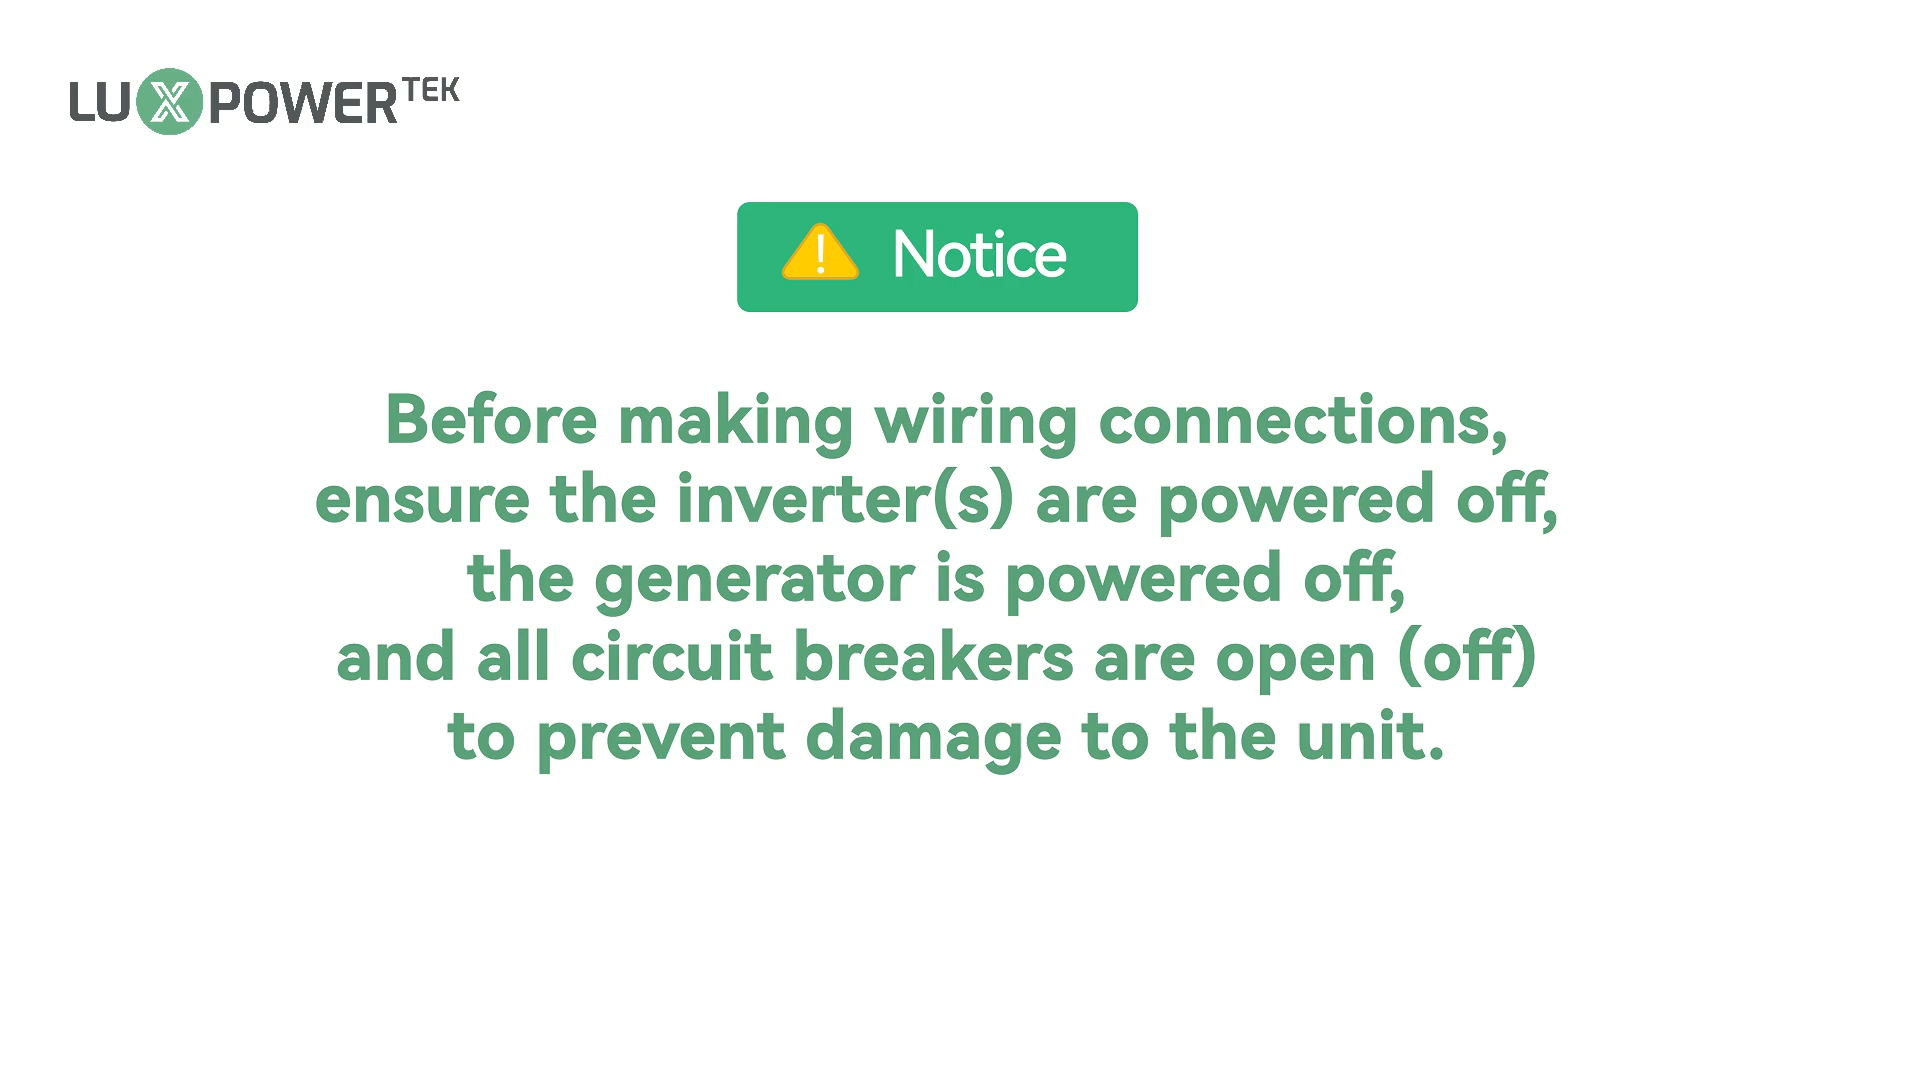 LUXPOWERTEK
Notice
Before making wiring connections,
ensure the inverter(s) are powered off,
the generator is powered off,
and all circuit breakers are open (off)
to prevent damage to the unit.